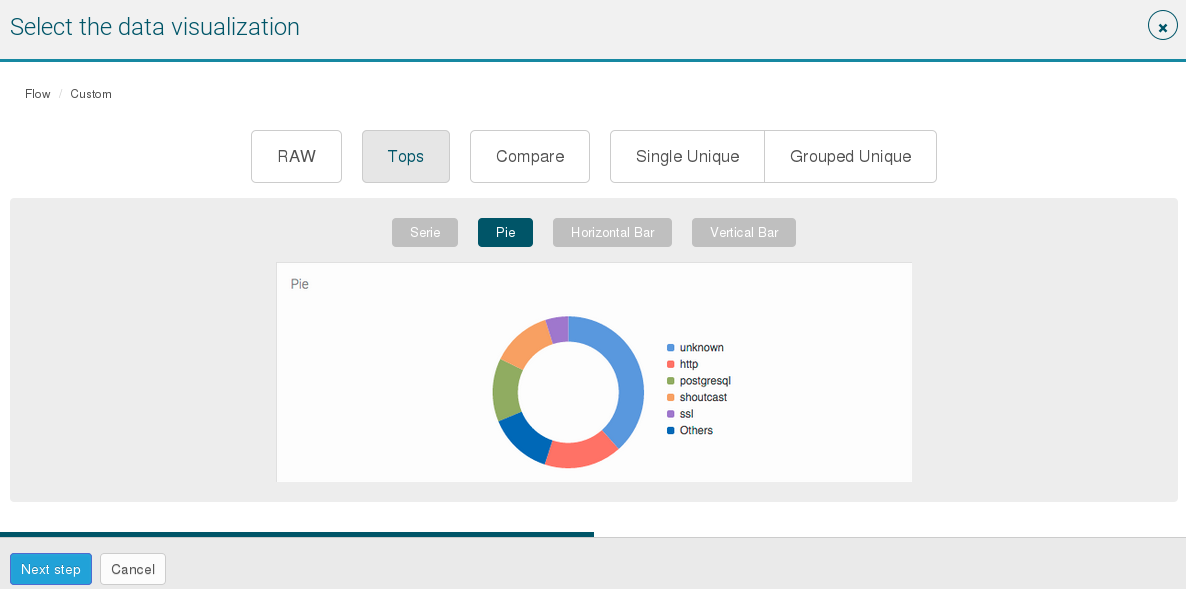 Select the data visualization
Flow / Custom
RAW
Tops
Compare
Single Unique
Grouped Unique
Serie
Pie
Horizontal Bar
Vertical Bar
Pie
unknown
http
postgresql
shoutcast
ssl
Others
Next step
Cancel